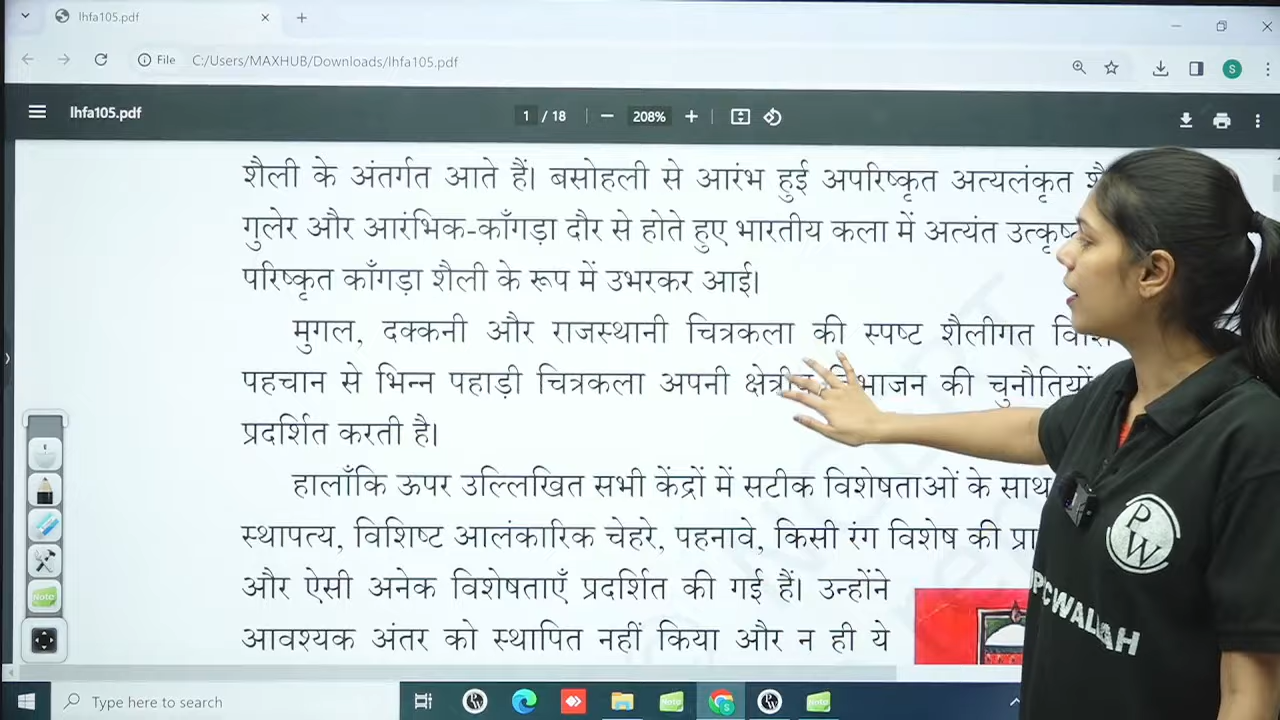 lhfa105.pdf
File C:/Users/MAXHUB/Downloads/lhfa105.pdf
S
lhfa105.pdf
1 / 18
208%
शैली के अंतर्गत आते हैं। बसोहली से आरंभ हुई अपरिष्कृत अत्यलंकृत
गुलेर और आरंभिक-काँगड़ा दौर से होते हुए भारतीय कला में अत्यंत
परिष्कृत काँगड़ा शैली के रूप में उभरकर आई।
मुगल, दक्कनी और राजस्थानी चित्रकला की स्पष्ट शैलीगत
पहचान से भिन्न पहाड़ी चित्रकला अपनी की चुनौतियों
प्रदर्शित करती है।
हालाँकि ऊपर उल्लिखित सभी केंद्रों में सटीक विशेषताओं के साथ
स्थापत्य, विशिष्ट आलंकारिक चेहरे, पहनावे, किसी रंग विशेष की
और ऐसी अनेक विशेषताएँ प्रदर्शित की गई हैं। उन्होंने
आवश्यक अंतर को स्थापित नहीं किया और न ही ये
PW
Note
Type here to search